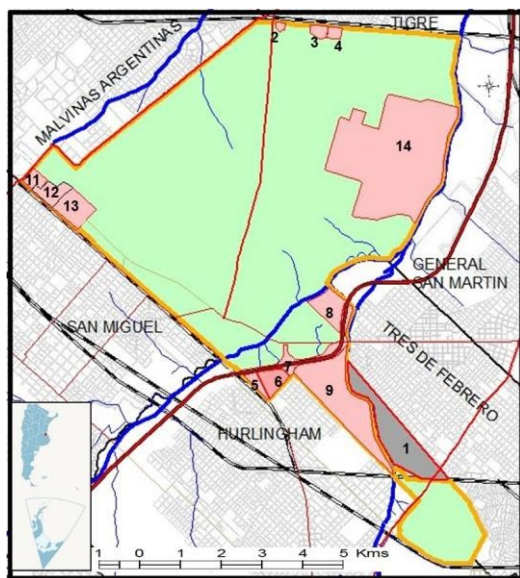 TIGRE
2
3
4
MALVINAS ARGENTINAS
14
11
12
13
GENERAL
SAN MARTIN
8
SAN MIGUEL
TRES DE FEBRERO
7
5
6
9
HURLINGHAM
1
1 0 1 2 3 4 5 Kms